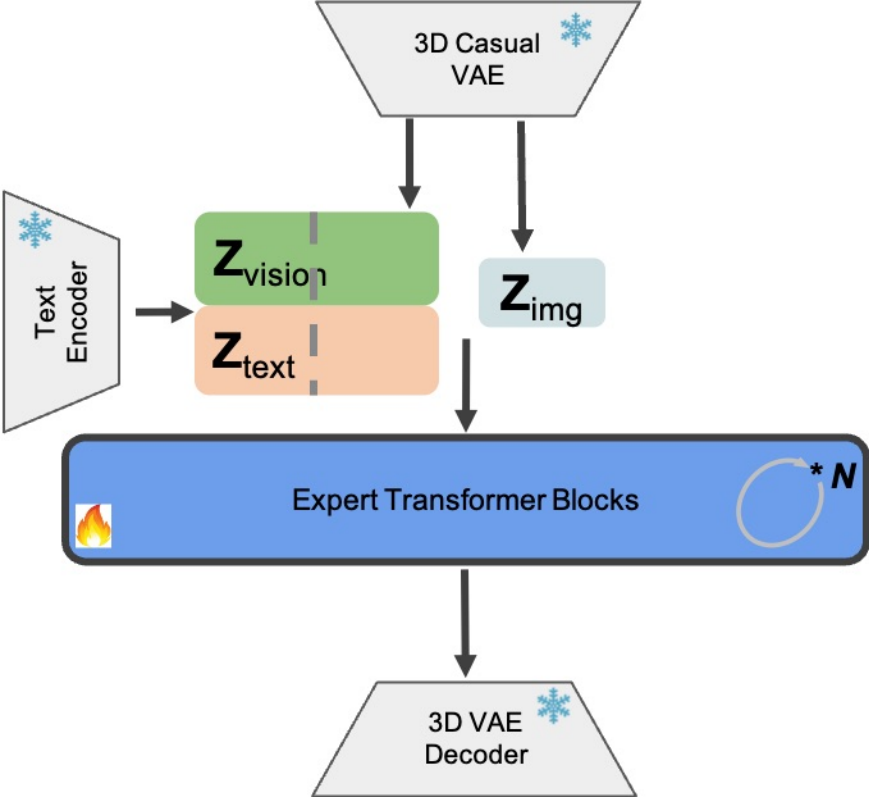 3D Casual
VAE
Text
Encoder
Zvision
Zimg
Ztext
Expert Transformer Blocks
* N
3D VAE
Decoder